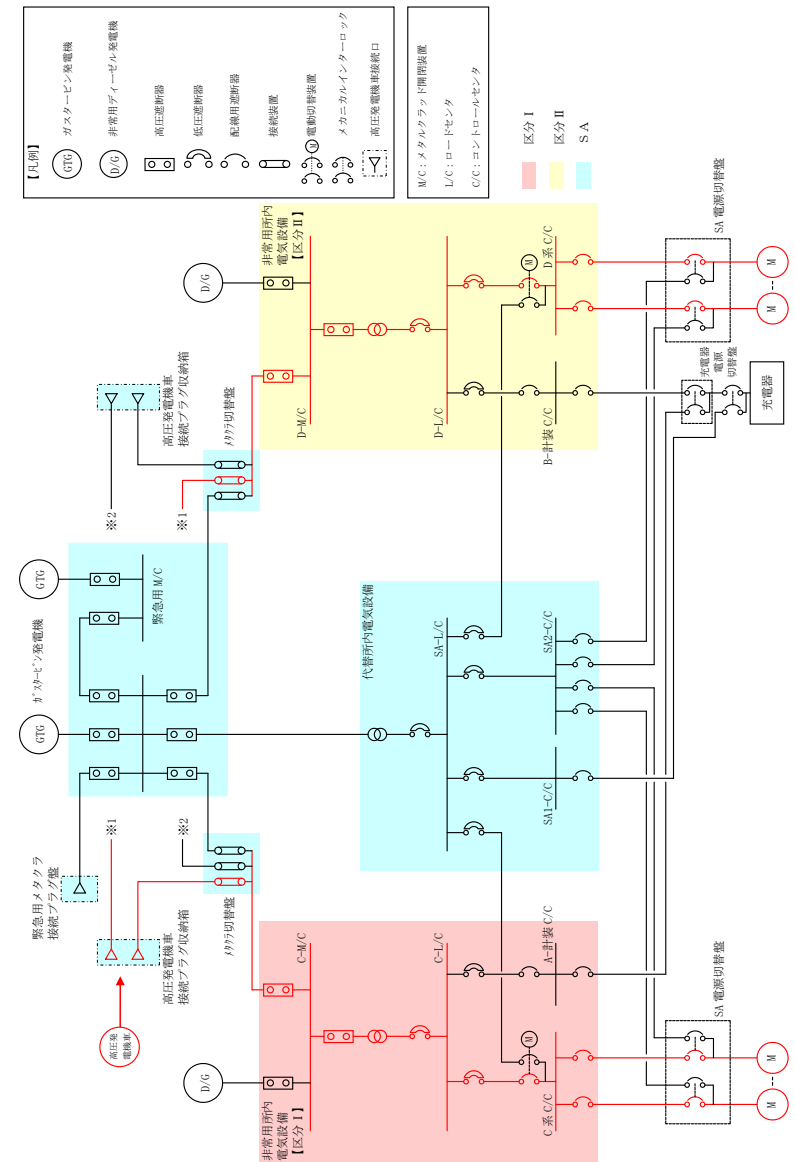 【凡例】
GTG
ガスタービン発電機
D/G
非常用ディーゼル発電機
高圧遮断器
低圧遮断器
配線用遮断器
接続装置
M
電動切替装置
メカニカルインターロック
高圧発電機車接続口
M/C：メタルクラッド開閉装置
L/C：ロードセンタ
C/C：コントロールセンタ
区分Ⅰ
区分Ⅱ
ＳＡ
緊急用メタクラ
接続プラグ盤
GTG
ｶﾞｽﾀｰﾋﾞﾝ発電機
GTG
緊急用 M/C
高圧発
電機車
高圧発電機車
接続プラグ収納箱
※1
※2
ﾒﾀｸﾗ切替盤
※2
※1
高圧発電機車
接続プラグ収納箱
ﾒﾀｸﾗ切替盤
D/G
非常用所内
電気設備
【区分Ⅰ】
C-M/C
C-L/C
C 系 C/C
M
A-計装 C/C
代替所内電気設備
SA-L/C
SA1-C/C
SA2-C/C
D/G
非常用所内
電気設備
【区分Ⅱ】
D-M/C
D-L/C
B-計装 C/C
M
D 系 C/C
SA 電源切替盤
M
M
充電器
電源
切替盤
充電器
SA 電源切替盤
M
M